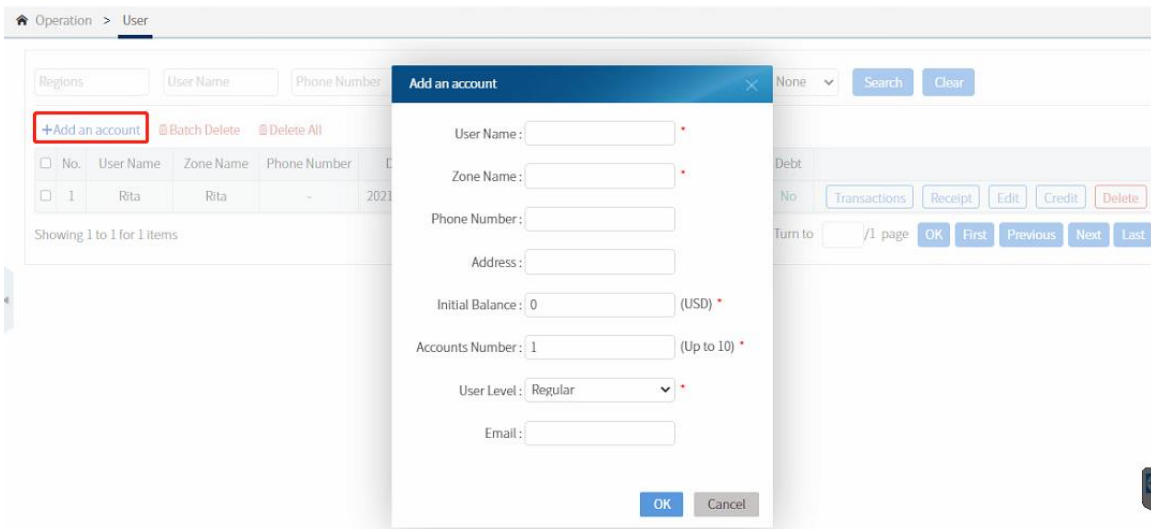 Operation > User
Regions User Name Phone Number None Search Clear
Add an account
+Add an account Batch Delete Delete All
No. User Name Zone Name Phone Number Debt
1 Rita Rita - 2021 No Transactions Receipt Edit Credit Delete
Showing 1 to 1 for 1 items Turn to /1 page OK First Previous Next Last
User Name : *
Zone Name : *
Phone Number :
Address :
Initial Balance : 0 (USD) *
Accounts Number : 1 (Up to 10) *
User Level : Regular *
Email :
OK Cancel